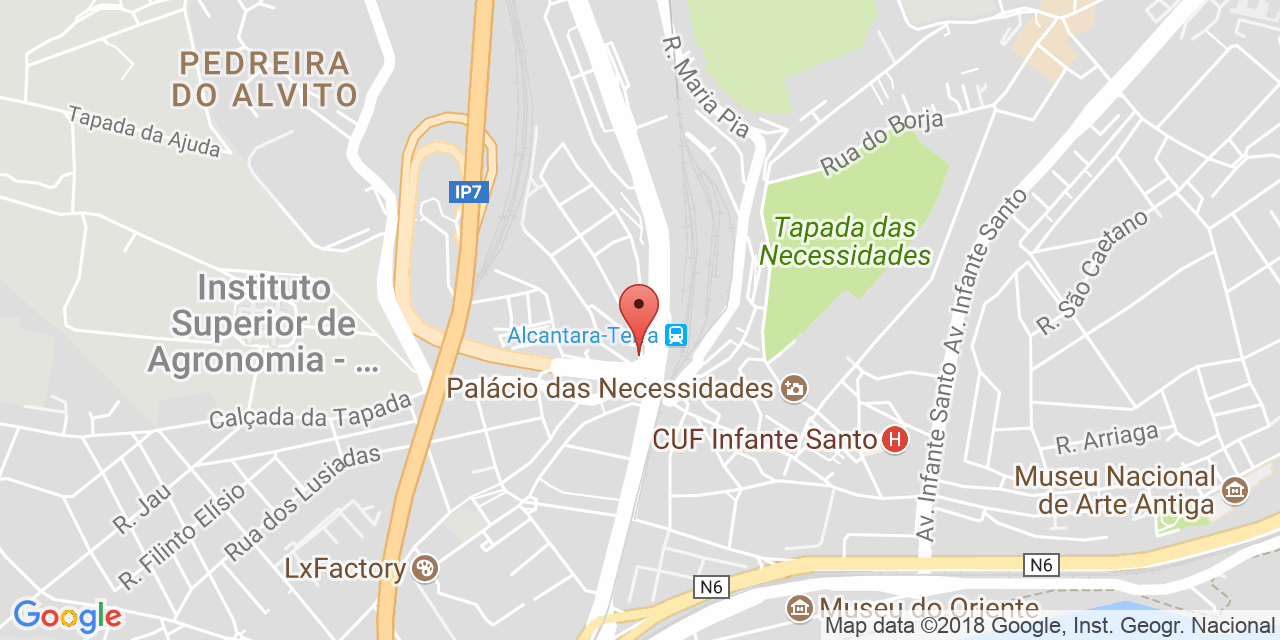 R. Maria Pia
PEDREIRA
DO ALVITO
Tapada da Ajuda
Rua do Borja
IP7
Tapada das
Necessidades
Av. Infante Santo
R. São Caetano
Instituto
Superior de
Agronomia - ...
Alcantara-Terra
Palácio das Necessidades
Calçada da Tapada
Av. Infante Santo
CUF Infante Santo H
R. Arriaga
Rua dos Lusiadas
Museu Nacional
de Arte Antiga
R. Jau
R. Filinto Elísio
LxFactory
N6
N6
Museu do Oriente
Google
Map data ©2018 Google, Inst. Geogr. Nacional